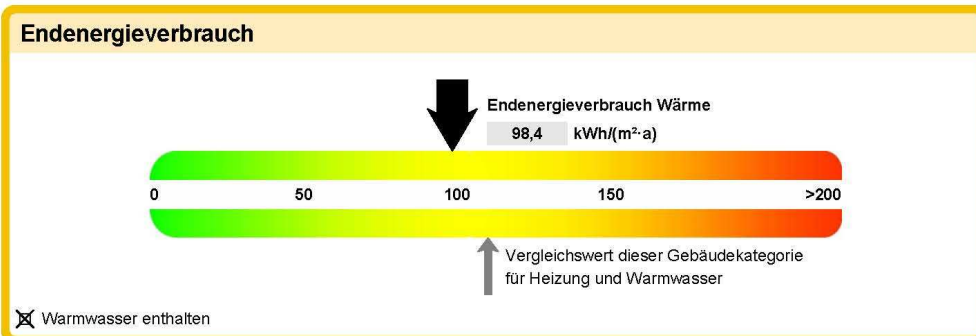 Endenergieverbrauch
Endenergieverbrauch Wärme
98,4 kWh/(m²·a)
0 50 100 150 >200
Vergleichswert dieser Gebäudekategorie
für Heizung und Warmwasser
Warmwasser enthalten